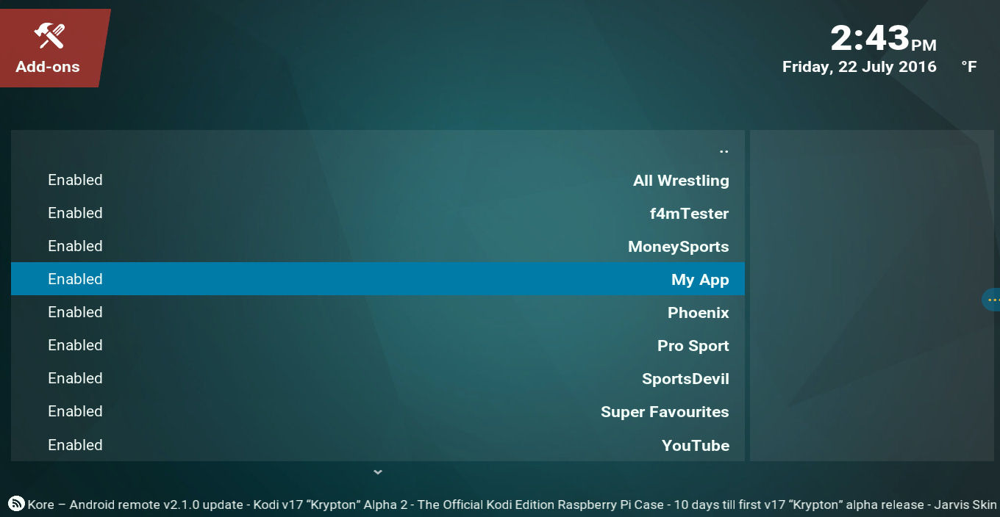 Add-ons
2:43 PM
Friday, 22 July 2016 °F
..
Enabled All Wrestling
Enabled f4mTester
Enabled MoneySports
Enabled My App
Enabled Phoenix
Enabled Pro Sport
Enabled SportsDevil
Enabled Super Favourites
Enabled YouTube
Kore – Android remote v2.1.0 update - Kodi v17 “Krypton” Alpha 2 - The Official Kodi Edition Raspberry Pi Case - 10 days till first v17 “Krypton” alpha release - Jarvis Skin